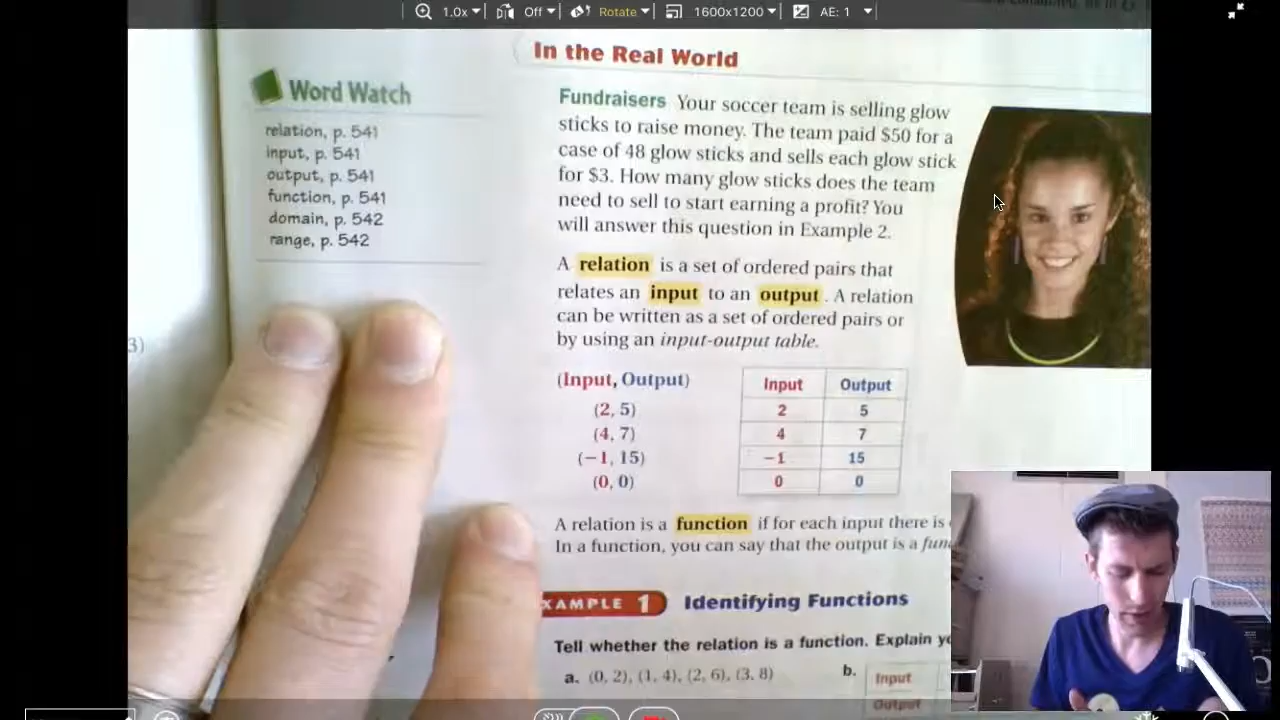 1.0x Off Rotate 1600x1200 AE: 1
In the Real World
Word Watch
relation, p. 541
input, p. 541
output, p. 541
function, p. 541
domain, p. 542
range, p. 542
3)
Fundraisers Your soccer team is selling glow
sticks to raise money. The team paid $50 for a
case of 48 glow sticks and sells each glow stick
for $3. How many glow sticks does the team
need to sell to start earning a profit? You
will answer this question in Example 2.
A relation is a set of ordered pairs that
relates an input to an output. A relation
can be written as a set of ordered pairs or
by using an input-output table.
(Input, Output)
(2, 5)
(4, 7)
(−1, 15)
(0, 0)
Input Output
2 5
4 7
−1 15
0 0
A relation is a function if for each input there is
In a function, you can say that the output is a
XAMPLE 1 Identifying Functions
Tell whether the relation is a function. Explain
a. (0, 2), (1, 4), (2, 6), (3, 8)
b. Input
Output